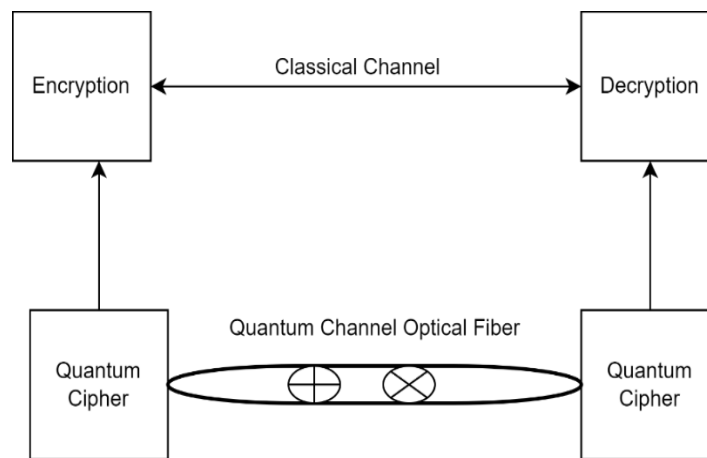 Encryption
Classical Channel
Decryption
Quantum Channel Optical Fiber
Quantum
Cipher
Quantum
Cipher